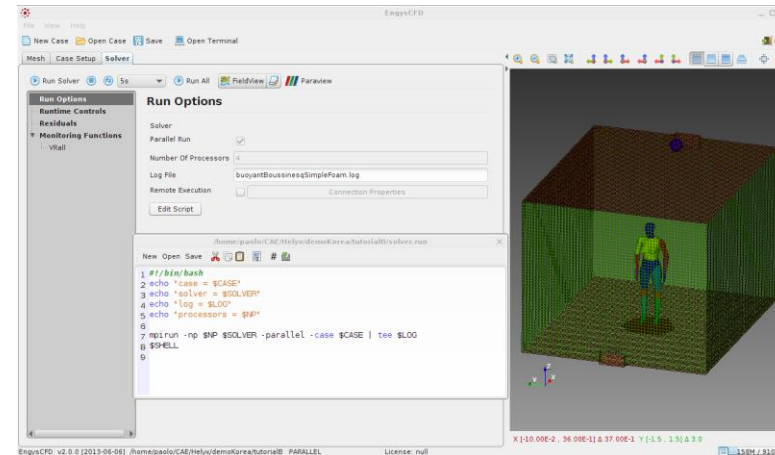 EngysCFD
File View Help
New Case Open Case Save Open Terminal
Mesh Case Setup Solver
Run Solver 5s Run All FieldView Paraview
Run Options
Runtime Controls
Residuals
Monitoring Functions
VRall
Run Options
Solver
Parallel Run
Number Of Processors 4
Log File buoyantBoussinesqSimpleFoam.log
Remote Execution Connection Properties
Edit Script
/home/paolo/CAE/Helyx/demoKorea/tutorialB/solver.run
New Open Save #
1 #!/bin/bash
2 echo "case = $CASE"
3 echo "solver = $SOLVER"
4 echo "log = $LOG"
5 echo "processors = $NP"
6
7 mpirun -np $NP $SOLVER -parallel -case $CASE | tee $LOG
8 $SHELL
9
X [-10.00E-2 , 36.00E-1] Δ 37.00E-1 Y [-1.5 , 1.5] Δ 3.0
EngysCFD v2.0.0 [2013-06-06] /home/paolo/CAE/Helyx/demoKorea/tutorialB PARALLEL License: null 158M / 910